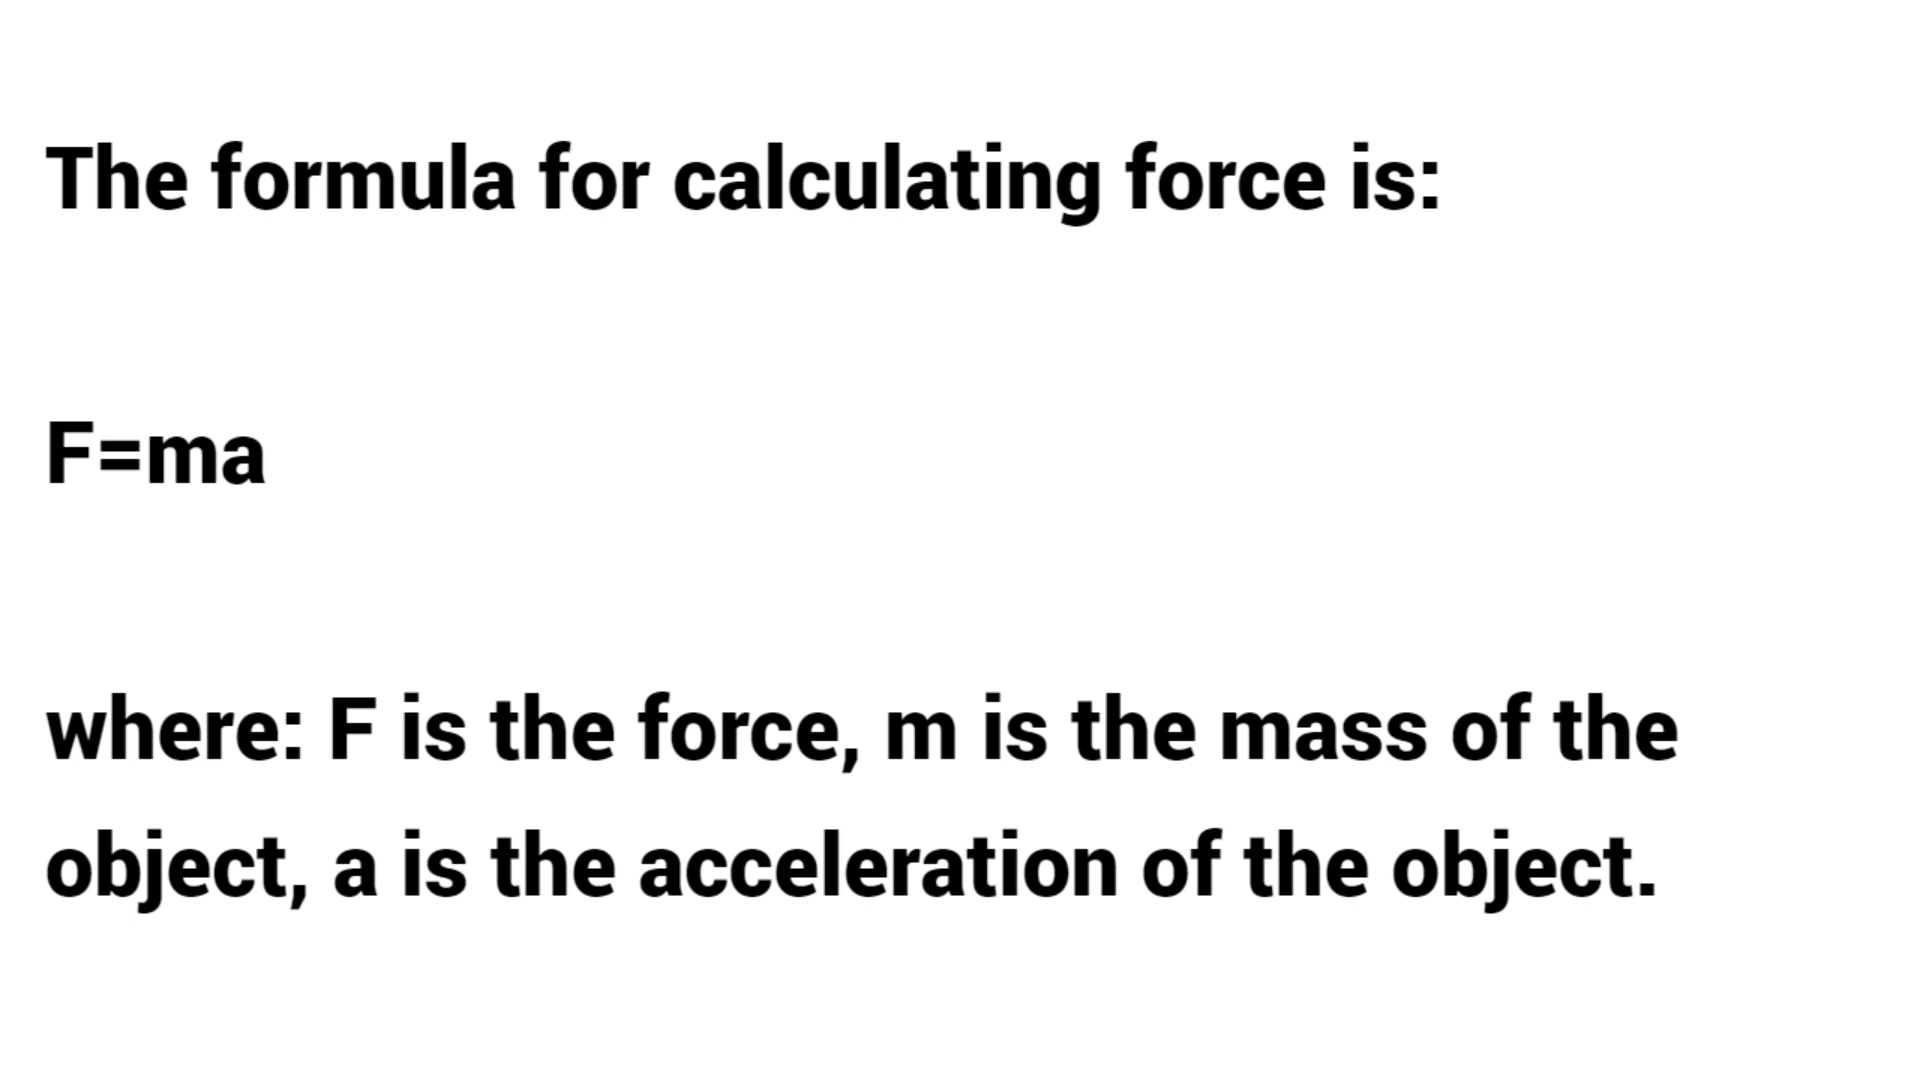 The formula for calculating force is:
F=ma
where: F is the force, m is the mass of the
object, a is the acceleration of the object.